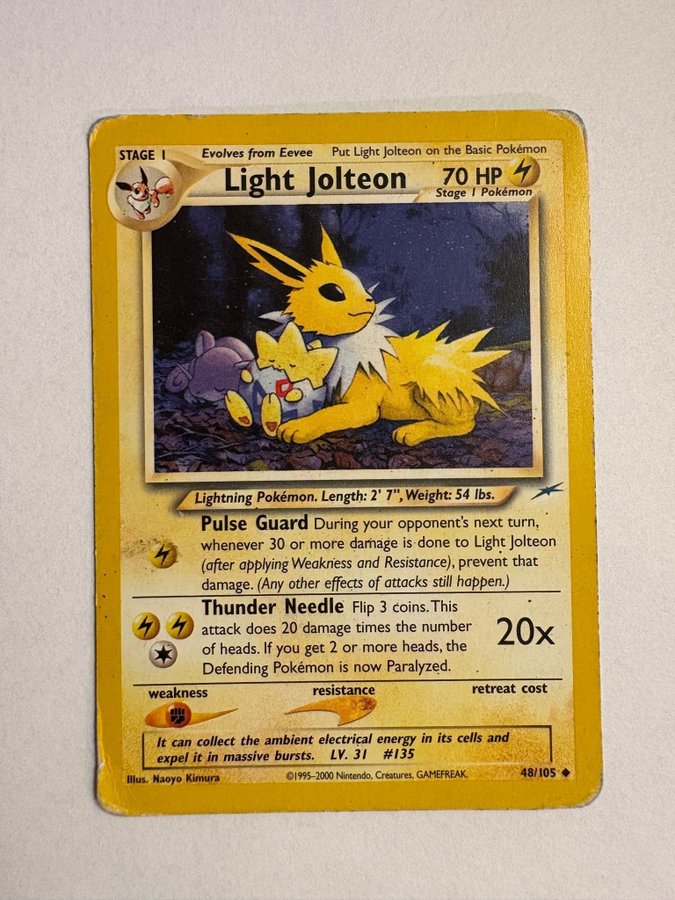 STAGE 1 Evolves from Eevee Put Light Jolteon on the Basic Pokémon
Light Jolteon 70 HP
Stage 1 Pokémon
Lightning Pokémon. Length: 2' 7", Weight: 54 lbs.
Pulse Guard During your opponent's next turn,
whenever 30 or more damage is done to Light Jolteon
(after applying Weakness and Resistance), prevent that
damage. (Any other effects of attacks still happen.)
Thunder Needle Flip 3 coins. This
attack does 20 damage times the number
of heads. If you get 2 or more heads, the
Defending Pokémon is now Paralyzed.
20x
weakness resistance retreat cost
It can collect the ambient electrical energy in its cells and
expel it in massive bursts. LV. 31 #135
Illus. Naoyo Kimura ©1995-2000 Nintendo, Creatures, GAMEFREAK. 48/105